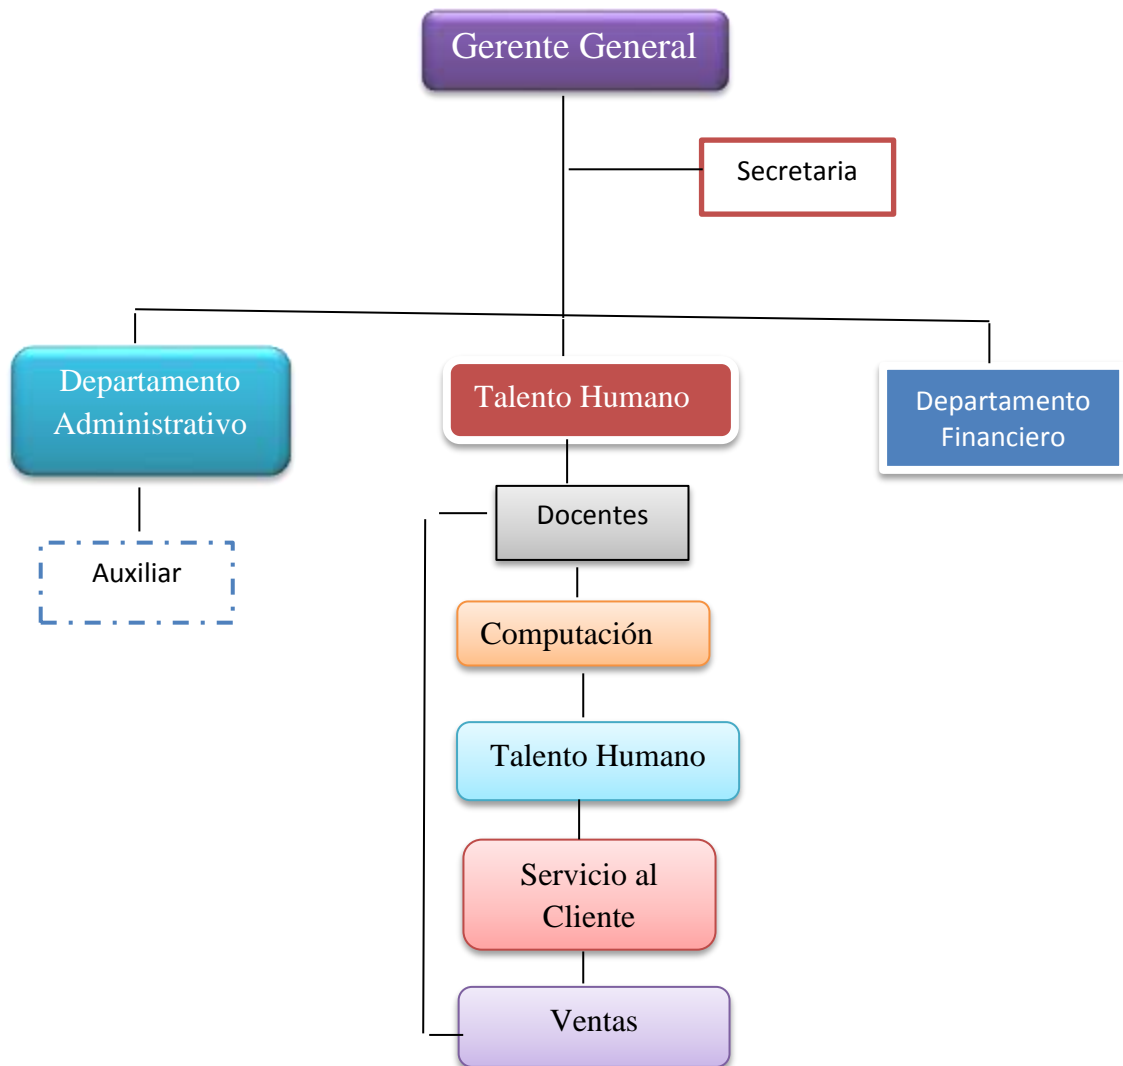 Gerente General
Secretaria
Departamento
Administrativo
Talento Humano
Departamento
Financiero
Docentes
Auxiliar
Computación
Talento Humano
Servicio al
Cliente
Ventas